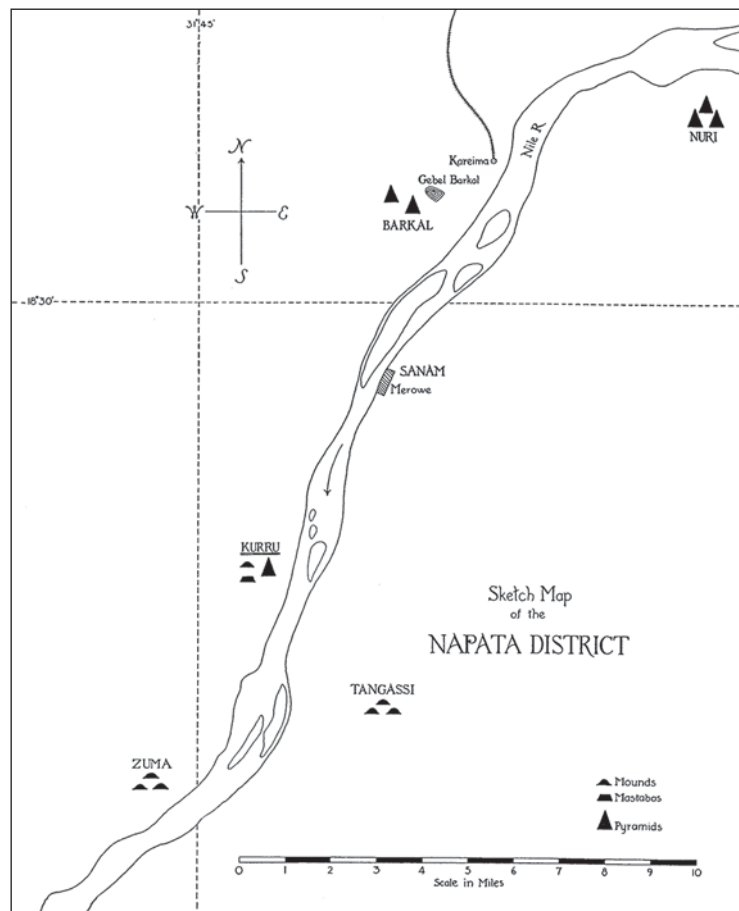 31°45'
N
W E
S
Nile R.
NURI
Kareima
Gebel Barkal
BARKAL
18°30'
SANAM
Merowe
KURRU
Sketch Map
of the
NAPATA DISTRICT
TANGASSI
ZUMA
Mounds
Mastabas
Pyramids
0 1 2 3 4 5 6 7 8 9 10
Scale in Miles